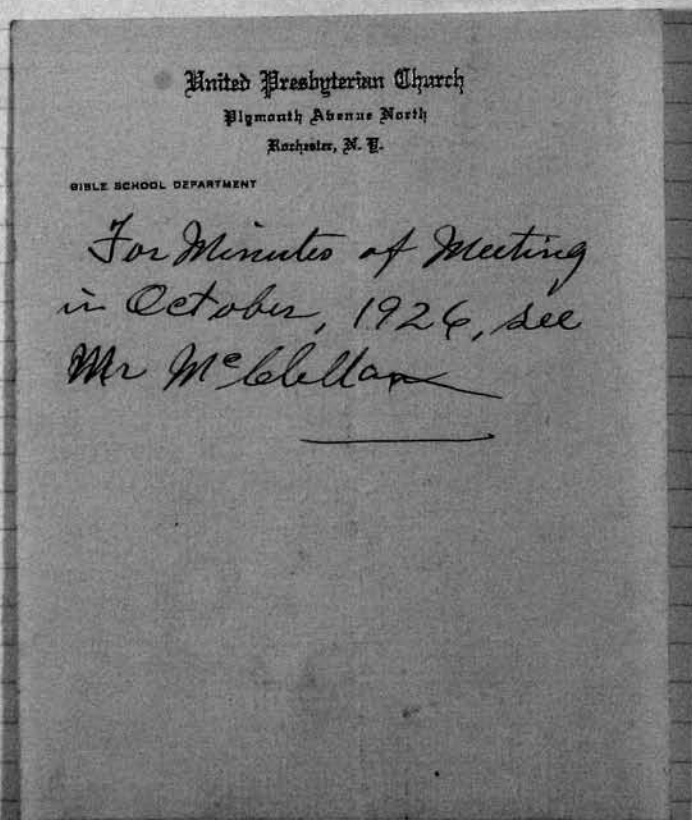 United Presbyterian Church
Plymouth Avenue North
Rochester, N. Y.
BIBLE SCHOOL DEPARTMENT
For Minutes of Meeting
in October, 1926, see
Mr McClellan